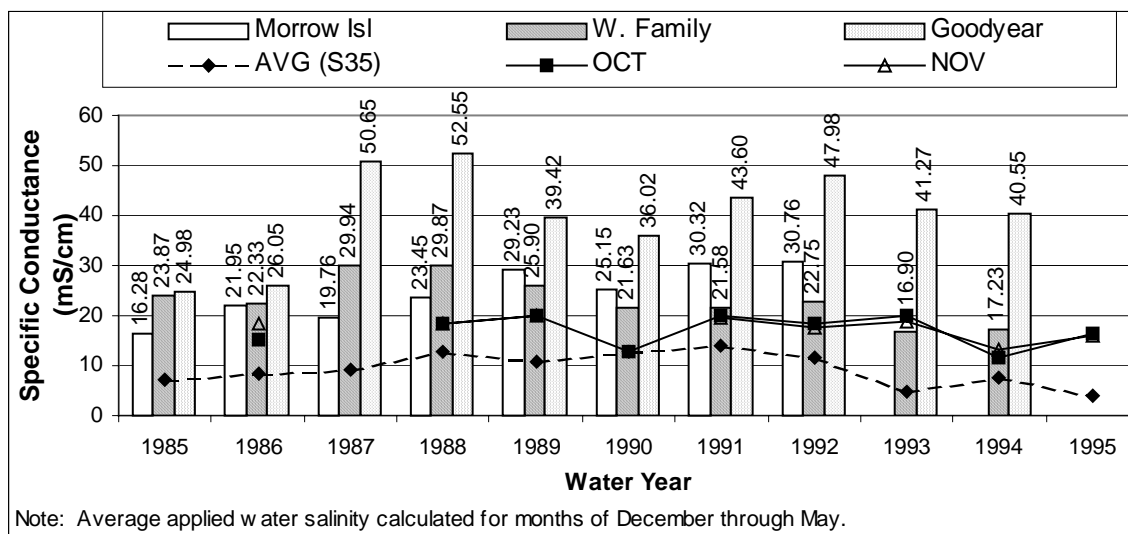 Morrow Isl W. Family Goodyear
AVG (S35) OCT NOV
Specific Conductance
(mS/cm)
60
50
40
30
20
10
0
16.28 23.87 24.98
21.95 22.33 26.05
19.76 29.94 50.65
23.45 29.87 52.55
29.23 25.90 39.42
25.15 21.63 36.02
30.32 21.58 43.60
30.76 22.75 47.98
16.90 41.27
17.23 40.55
1985 1986 1987 1988 1989 1990 1991 1992 1993 1994 1995
Water Year
Note: Average applied water salinity calculated for months of December through May.